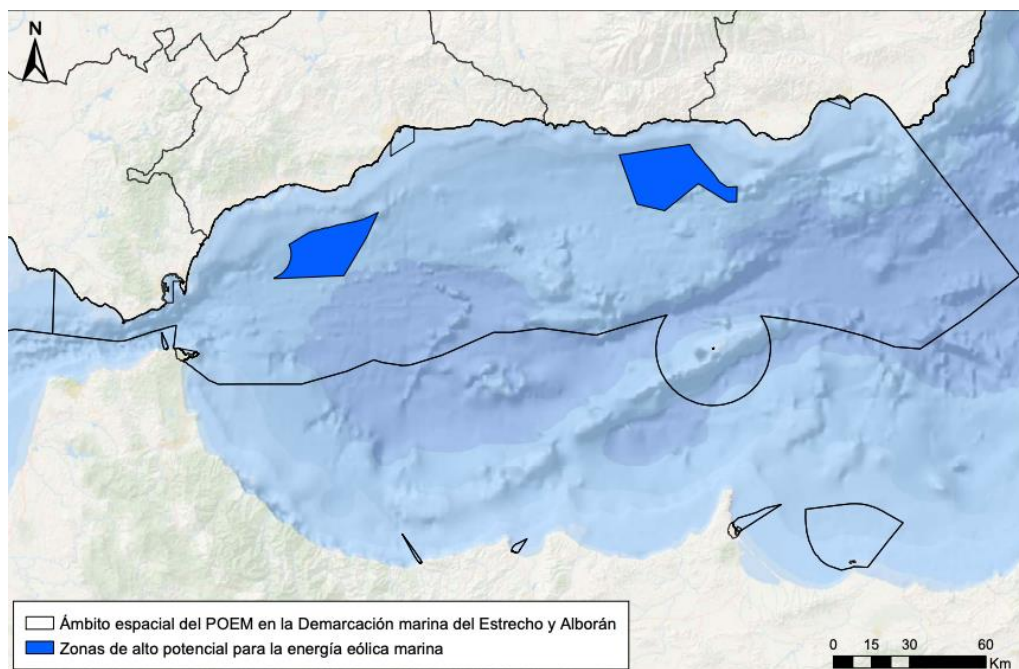 N
Ámbito espacial del POEM en la Demarcación marina del Estrecho y Alborán
Zonas de alto potencial para la energía eólica marina
0 15 30 60
Km